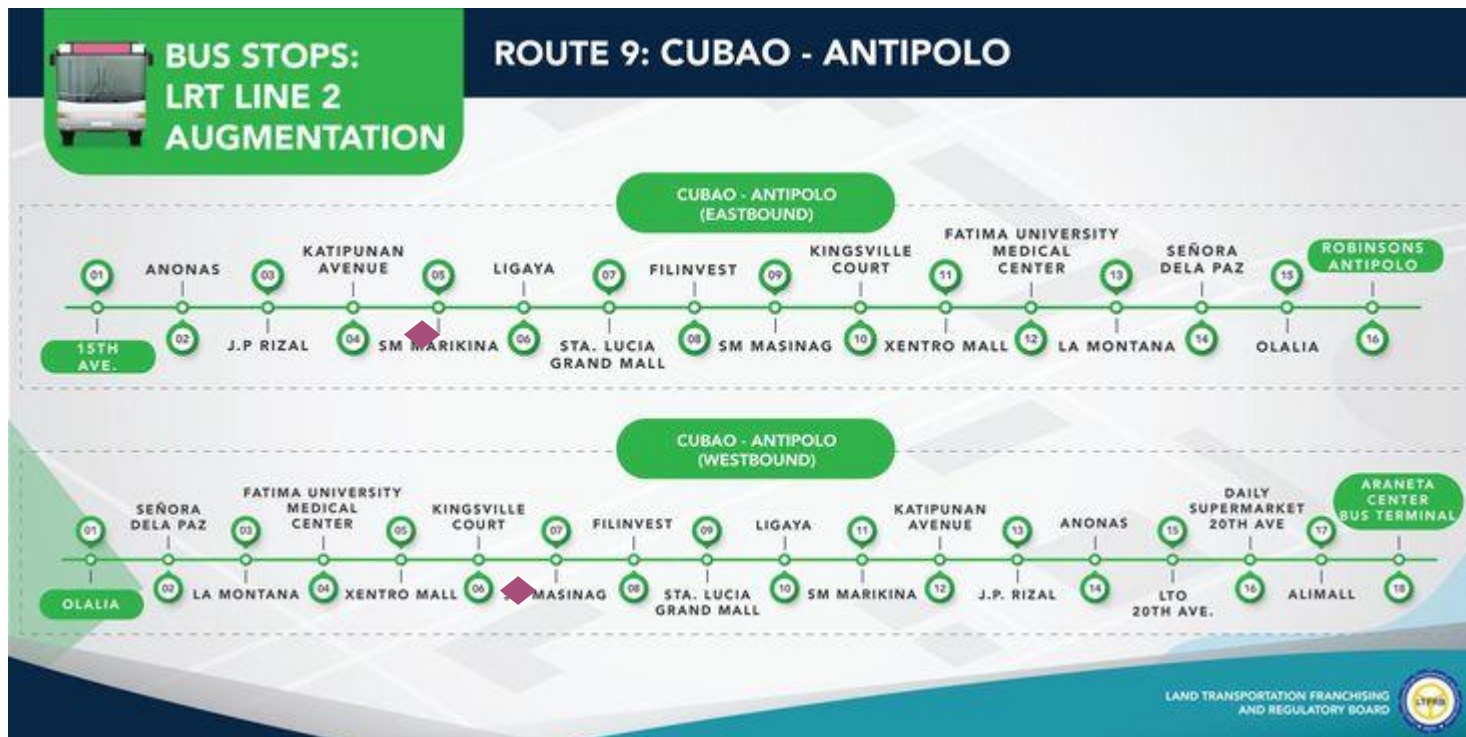 BUS STOPS:
LRT LINE 2
AUGMENTATION
ROUTE 9: CUBAO - ANTIPOLO
CUBAO - ANTIPOLO
(EASTBOUND)
01
15TH
AVE.
ANONAS
02
03
J.P RIZAL
KATIPUNAN
AVENUE
04
05
SM MARIKINA
LIGAYA
06
07
STA. LUCIA
GRAND MALL
FILINVEST
08
09
SM MASINAG
KINGSVILLE
COURT
10
11
XENTRO MALL
FATIMA UNIVERSITY
MEDICAL
CENTER
12
13
LA MONTANA
SEÑORA
DELA PAZ
14
15
OLALIA
ROBINSONS
ANTIPOLO
16
CUBAO - ANTIPOLO
(WESTBOUND)
01
OLALIA
SEÑORA
DELA PAZ
02
03
LA MONTANA
FATIMA UNIVERSITY
MEDICAL
CENTER
04
05
XENTRO MALL
KINGSVILLE
COURT
06
07
MASINAG
FILINVEST
08
09
STA. LUCIA
GRAND MALL
LIGAYA
10
11
SM MARIKINA
KATIPUNAN
AVENUE
12
13
J.P. RIZAL
ANONAS
14
15
LTO
20TH AVE.
DAILY
SUPERMARKET
20TH AVE
16
17
ALIMALL
ARANETA
CENTER
BUS TERMINAL
18
LAND TRANSPORTATION FRANCHISING
AND REGULATORY BOARD
LTFRB